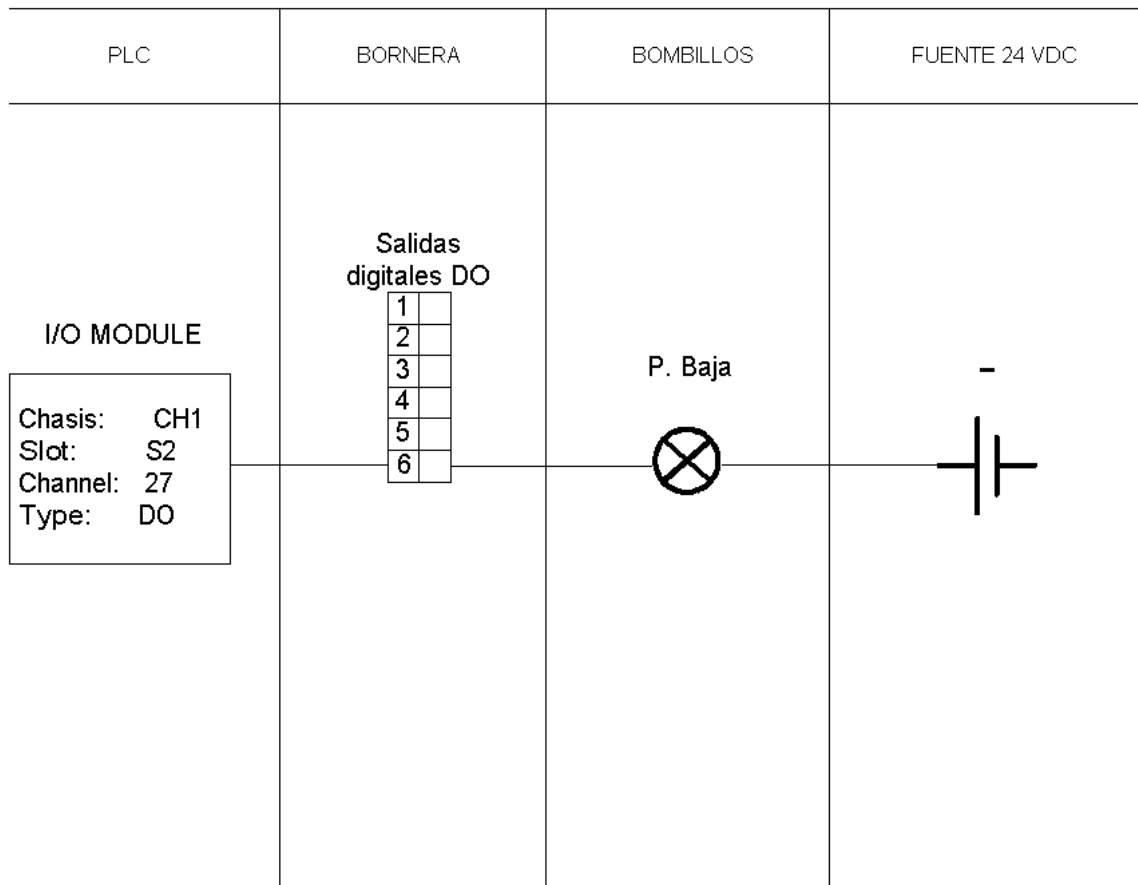 PLC
BORNERA
BOMBILLOS
FUENTE 24 VDC
I/O MODULE
Chasis: CH1
Slot: S2
Channel: 27
Type: DO
Salidas
digitales DO
1
2
3
4
5
6
P. Baja
-